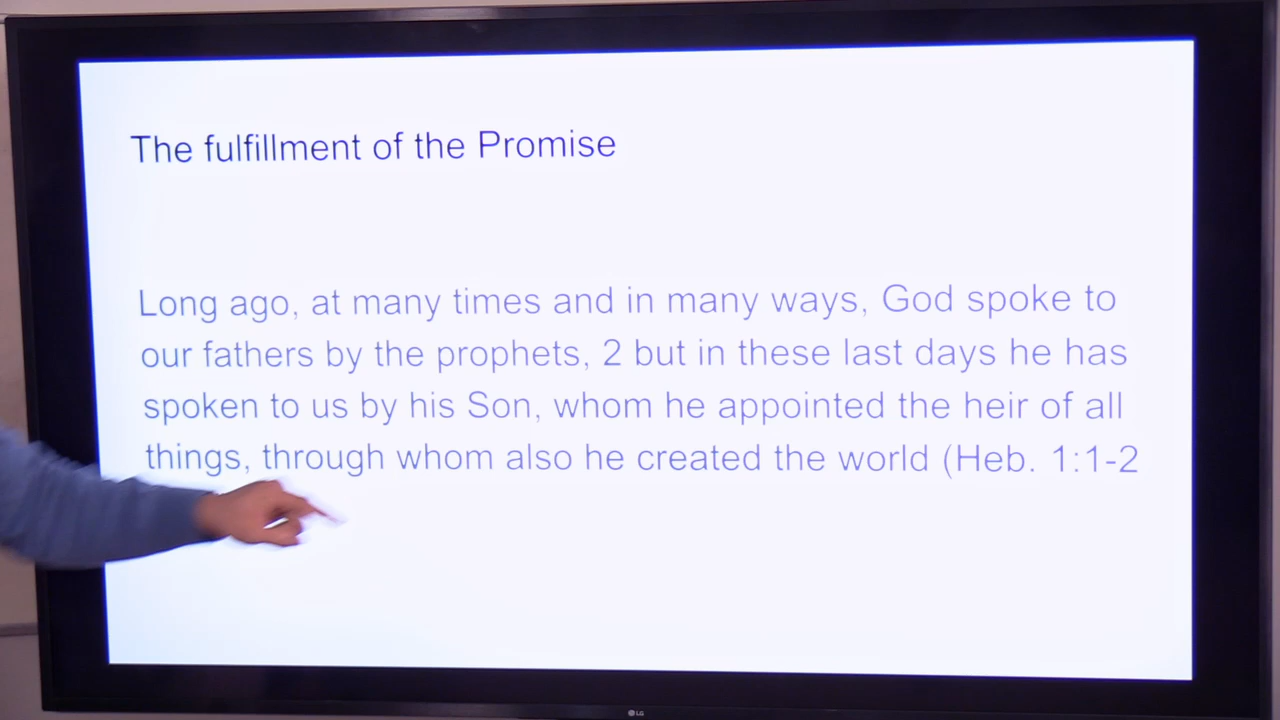 The fulfillment of the Promise
Long ago, at many times and in many ways, God spoke to
our fathers by the prophets, 2 but in these last days he has
spoken to us by his Son, whom he appointed the heir of all
things, through whom also he created the world (Heb. 1:1-2
LG